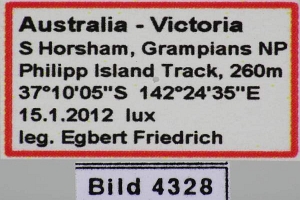 Australia - Victoria
S Horsham, Grampians NP
Philipp Island Track, 260m
37°10'05"S 142°24'35"E
15.1.2012 lux
leg. Egbert Friedrich
Bild 4328